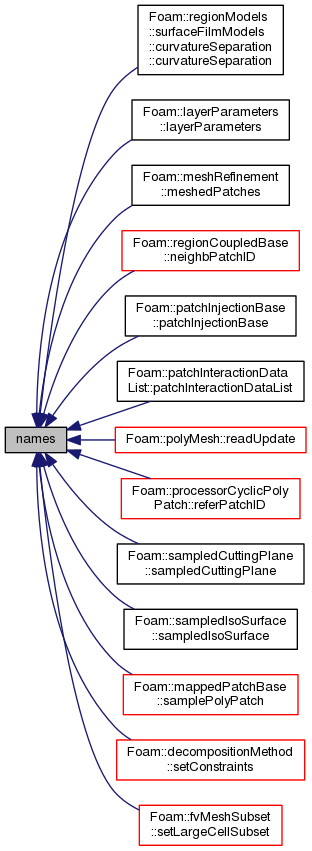 Foam::regionModels
::surfaceFilmModels
::curvatureSeparation
::curvatureSeparation
Foam::layerParameters
::layerParameters
Foam::meshRefinement
::meshedPatches
Foam::regionCoupledBase
::neighbPatchID
Foam::patchInjectionBase
::patchInjectionBase
Foam::patchInteractionData
List::patchInteractionDataList
names
Foam::polyMesh::readUpdate
Foam::processorCyclicPoly
Patch::referPatchID
Foam::sampledCuttingPlane
::sampledCuttingPlane
Foam::sampledIsoSurface
::sampledIsoSurface
Foam::mappedPatchBase
::samplePolyPatch
Foam::decompositionMethod
::setConstraints
Foam::fvMeshSubset
::setLargeCellSubset